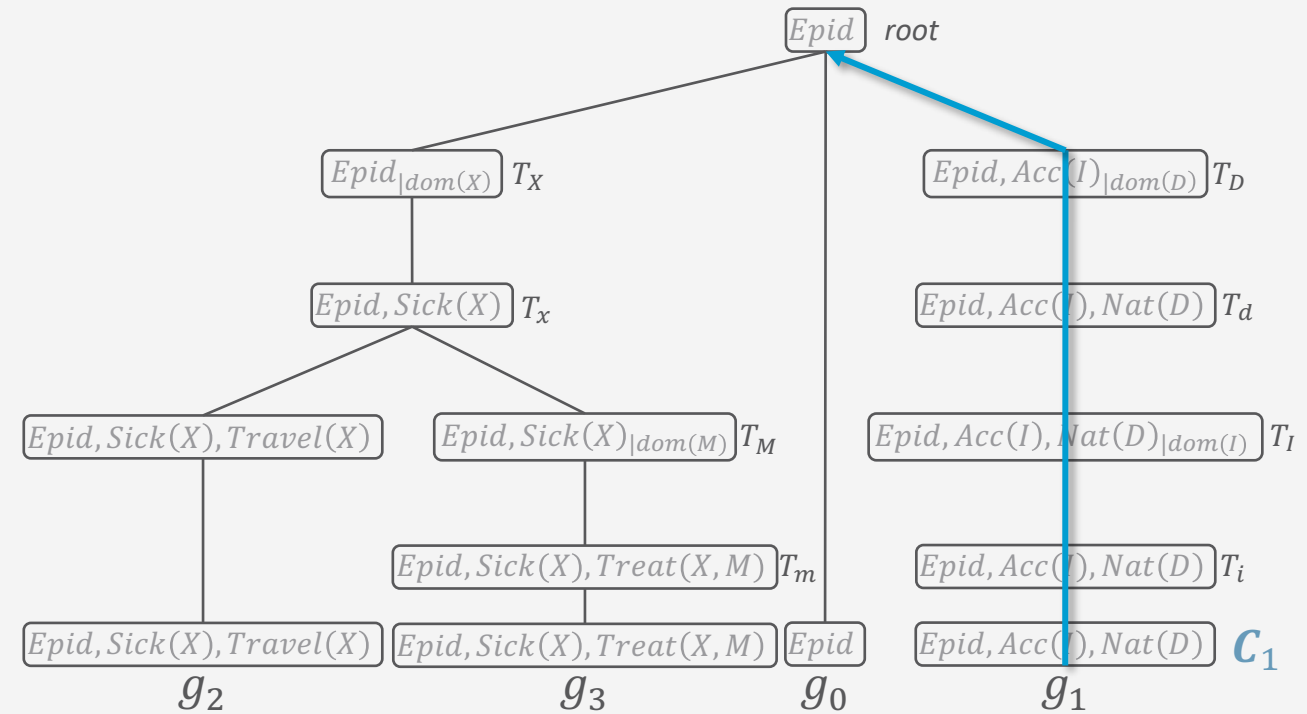 Epid root
Epid|dom(X) T_X Epid, Acc(I)|dom(D) T_D
Epid, Sick(X) T_x Epid, Acc(I), Nat(D) T_d
Epid, Sick(X), Travel(X) Epid, Sick(X)|dom(M) T_M Epid, Acc(I), Nat(D)|dom(I) T_I
Epid, Sick(X), Treat(X, M) T_m Epid, Acc(I), Nat(D) T_i
Epid, Sick(X), Travel(X) Epid, Sick(X), Treat(X, M) Epid Epid, Acc(I), Nat(D) C_1
g_2 g_3 g_0 g_1